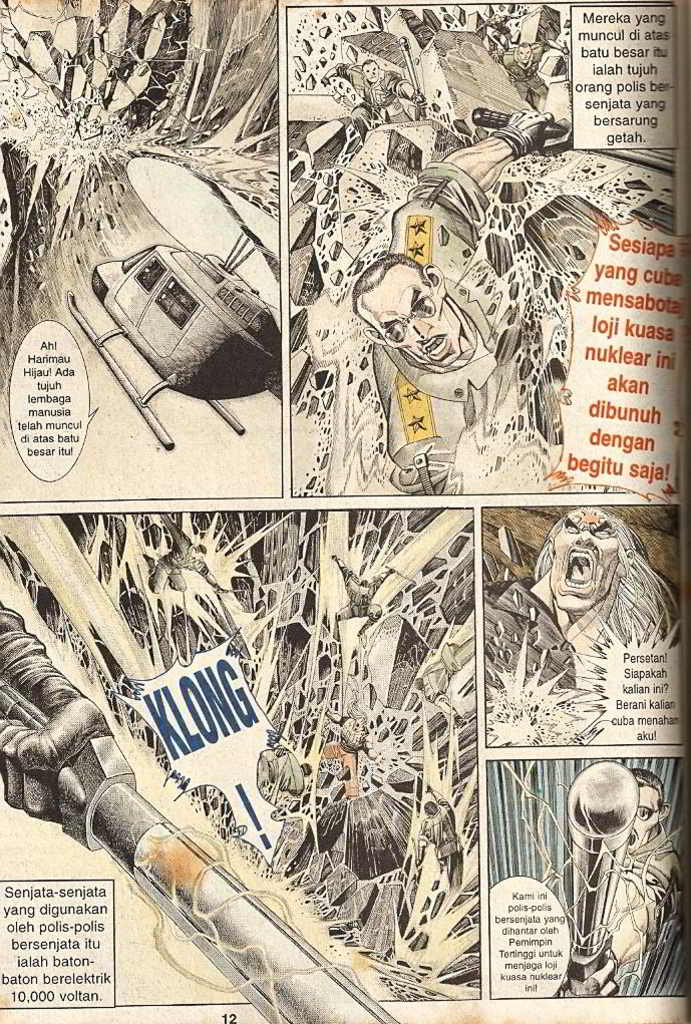 Ah!
Harimau
Hijau! Ada
tujuh
lembaga
manusia
telah muncul
di atas batu
besar itu!
Mereka yang
muncul di atas
batu besar itu
ialah tujuh
orang polis ber-
senjata yang
bersarung
getah.
Sesiapa
yang cuba
mensabotaj
loji kuasa
nuklear ini
akan
dibunuh
dengan
begitu saja!
KLONG
!
Senjata-senjata
yang digunakan
oleh polis-polis
bersenjata itu
ialah baton-
baton berelektrik
10,000 voltan.
Persetan!
Siapakah
kalian ini?
Berani kalian
cuba menahan
aku!
Kami ini
polis-polis
bersenjata yang
dihantar oleh
Pemimpin
Tertinggi untuk
menjaga loji
kuasa nuklear
ini!
12